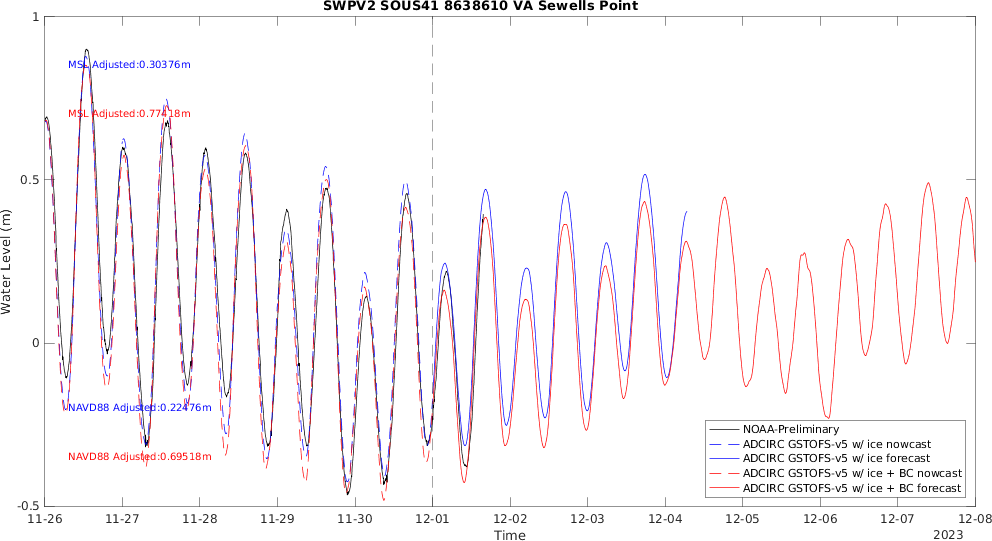 SWPV2 SOUS41 8638610 VA Sewells Point
1
0.5
0
-0.5
Water Level (m)
MSL Adjusted:0.30376m
MSL Adjusted:0.77418m
NAVD88 Adjusted:0.22476m
NAVD88 Adjusted:0.69518m
NOAA-Preliminary
ADCIRC GSTOFS-v5 w/ ice nowcast
ADCIRC GSTOFS-v5 w/ ice forecast
ADCIRC GSTOFS-v5 w/ ice + BC nowcast
ADCIRC GSTOFS-v5 w/ ice + BC forecast
11-26 11-27 11-28 11-29 11-30 12-01 12-02 12-03 12-04 12-05 12-06 12-07 12-08
Time
2023